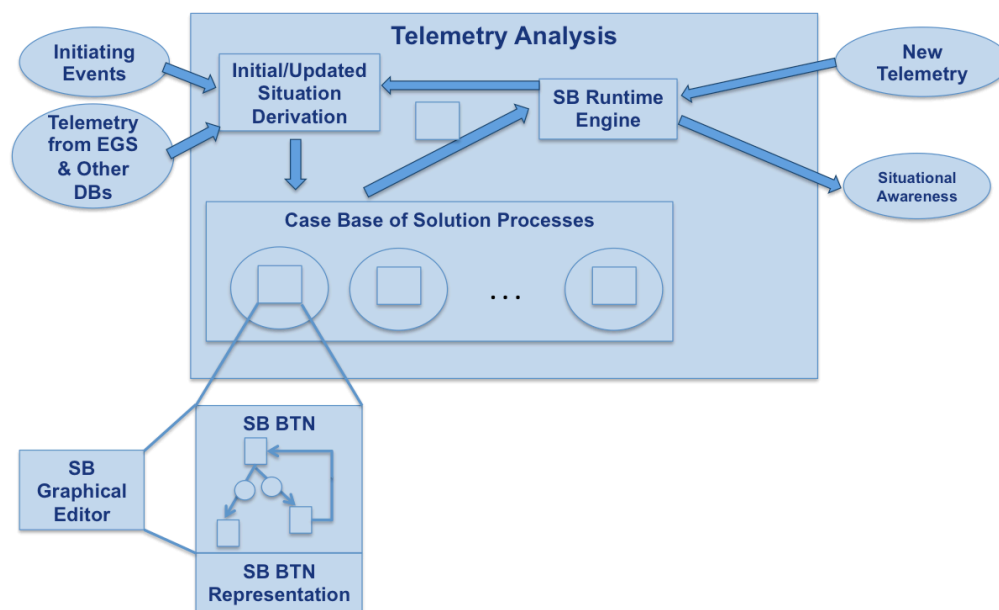 Telemetry Analysis
Initiating
Events
Initial/Updated
Situation
Derivation
SB Runtime
Engine
New
Telemetry
Telemetry
from EGS
& Other
DBs
Situational
Awareness
Case Base of Solution Processes
...
SB BTN
SB
Graphical
Editor
SB BTN
Representation